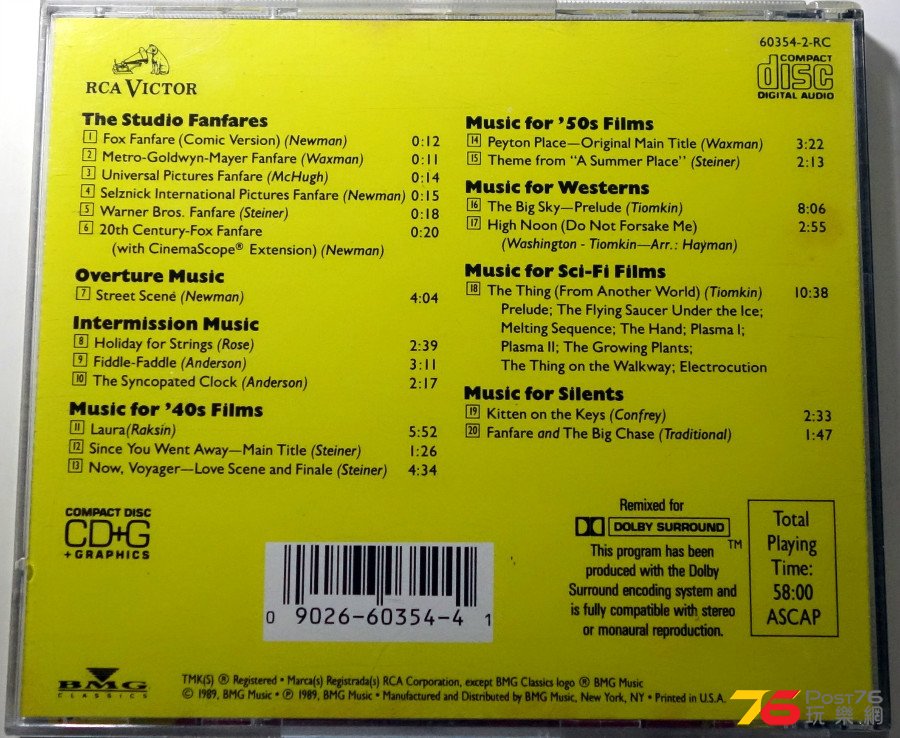 60354-2-RC
RCA VICTOR
COMPACT
disc
DIGITAL AUDIO
The Studio Fanfares
1 Fox Fanfare (Comic Version) (Newman) 0:12
2 Metro-Goldwyn-Mayer Fanfare (Waxman) 0:11
3 Universal Pictures Fanfare (McHugh) 0:14
4 Selznick International Pictures Fanfare (Newman) 0:15
5 Warner Bros. Fanfare (Steiner) 0:18
6 20th Century-Fox Fanfare 0:20
(with CinemaScope® Extension) (Newman)
Overture Music
7 Street Scene (Newman) 4:04
Intermission Music
8 Holiday for Strings (Rose) 2:39
9 Fiddle-Faddle (Anderson) 3:11
10 The Syncopated Clock (Anderson) 2:17
Music for '40s Films
11 Laura(Raksin) 5:52
12 Since You Went Away—Main Title (Steiner) 1:26
13 Now, Voyager—Love Scene and Finale (Steiner) 4:34
Music for '50s Films
14 Peyton Place—Original Main Title (Waxman) 3:22
15 Theme from "A Summer Place" (Steiner) 2:13
Music for Westerns
16 The Big Sky—Prelude (Tiomkin) 8:06
17 High Noon (Do Not Forsake Me) 2:55
(Washington - Tiomkin—Arr.: Hayman)
Music for Sci-Fi Films
18 The Thing (From Another World) (Tiomkin) 10:38
Prelude; The Flying Saucer Under the Ice;
Melting Sequence; The Hand; Plasma I;
Plasma II; The Growing Plants;
The Thing on the Walkway; Electrocution
Music for Silents
19 Kitten on the Keys (Confrey) 2:33
20 Fanfare and The Big Chase (Traditional) 1:47
COMPACT DISC
CD+G
+GRAPHICS
0 9026-60354-4 1
Remixed for
DOLBY SURROUND ™
This program has been
produced with the Dolby
Surround encoding system and
is fully compatible with stereo
or monaural reproduction.
Total
Playing
Time:
58:00
ASCAP
BMG
CLASSICS
TMK(S) ® Registered • Marca(s) Registrada(s) RCA Corporation, except BMG Classics logo ® BMG Music
© 1989, BMG Music • ℗ 1989, BMG Music • Manufactured and Distributed by BMG Music, New York, NY • Printed in U.S.A.
76 POST76
玩樂網